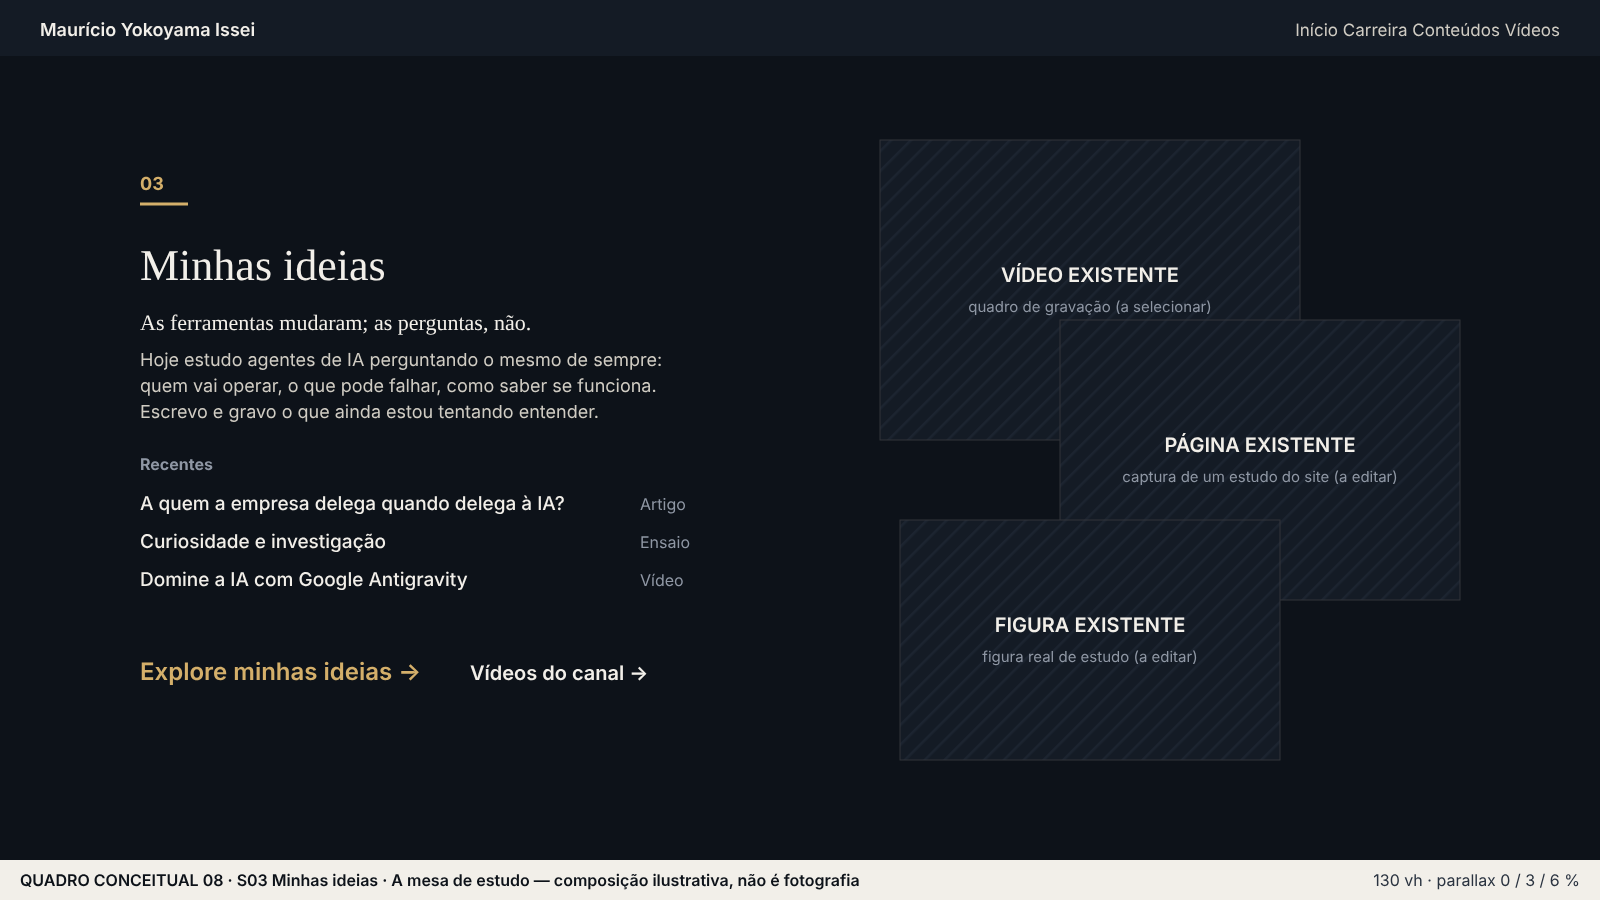 Maurício Yokoyama Issei
Início Carreira Conteúdos Vídeos
03
Minhas ideias
As ferramentas mudaram; as perguntas, não.
Hoje estudo agentes de IA perguntando o mesmo de sempre:
quem vai operar, o que pode falhar, como saber se funciona.
Escrevo e gravo o que ainda estou tentando entender.
Recentes
A quem a empresa delega quando delega à IA? Artigo
Curiosidade e investigação Ensaio
Domine a IA com Google Antigravity Vídeo
Explore minhas ideias → Vídeos do canal →
VÍDEO EXISTENTE
quadro de gravação (a selecionar)
PÁGINA EXISTENTE
captura de um estudo do site (a editar)
FIGURA EXISTENTE
figura real de estudo (a editar)
QUADRO CONCEITUAL 08 · S03 Minhas ideias · A mesa de estudo — composição ilustrativa, não é fotografia
130 vh · parallax 0 / 3 / 6 %